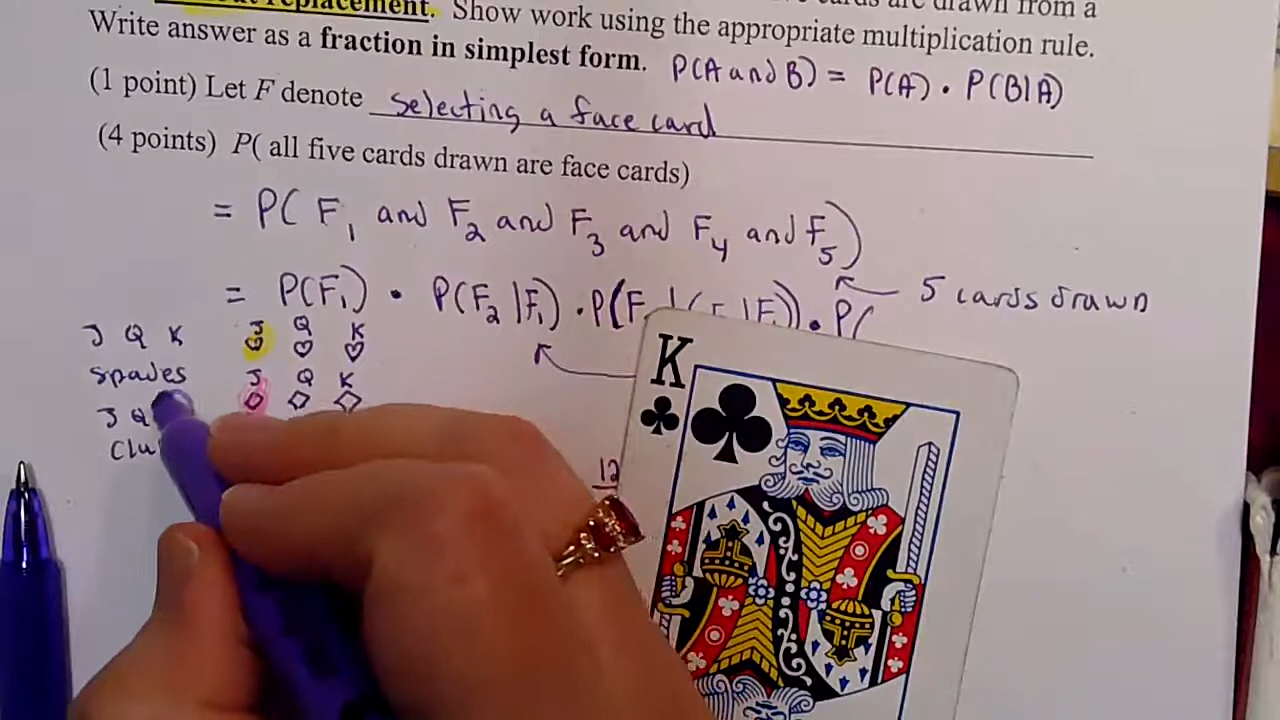 replacement. Show work using the appropriate multiplication rule.
Write answer as a fraction in simplest form. P(A and B) = P(A) · P(B|A)
(1 point) Let F denote selecting a face card
(4 points) P( all five cards drawn are face cards)
= P( F₁ and F₂ and F₃ and F₄ and F₅)
= P(F₁) · P(F₂|F₁) · P(F
5 cards drawn
J Q K J Q K
♡ ♡ ♡
spades J Q K
◇ ◇ ◇
J Q
12
K